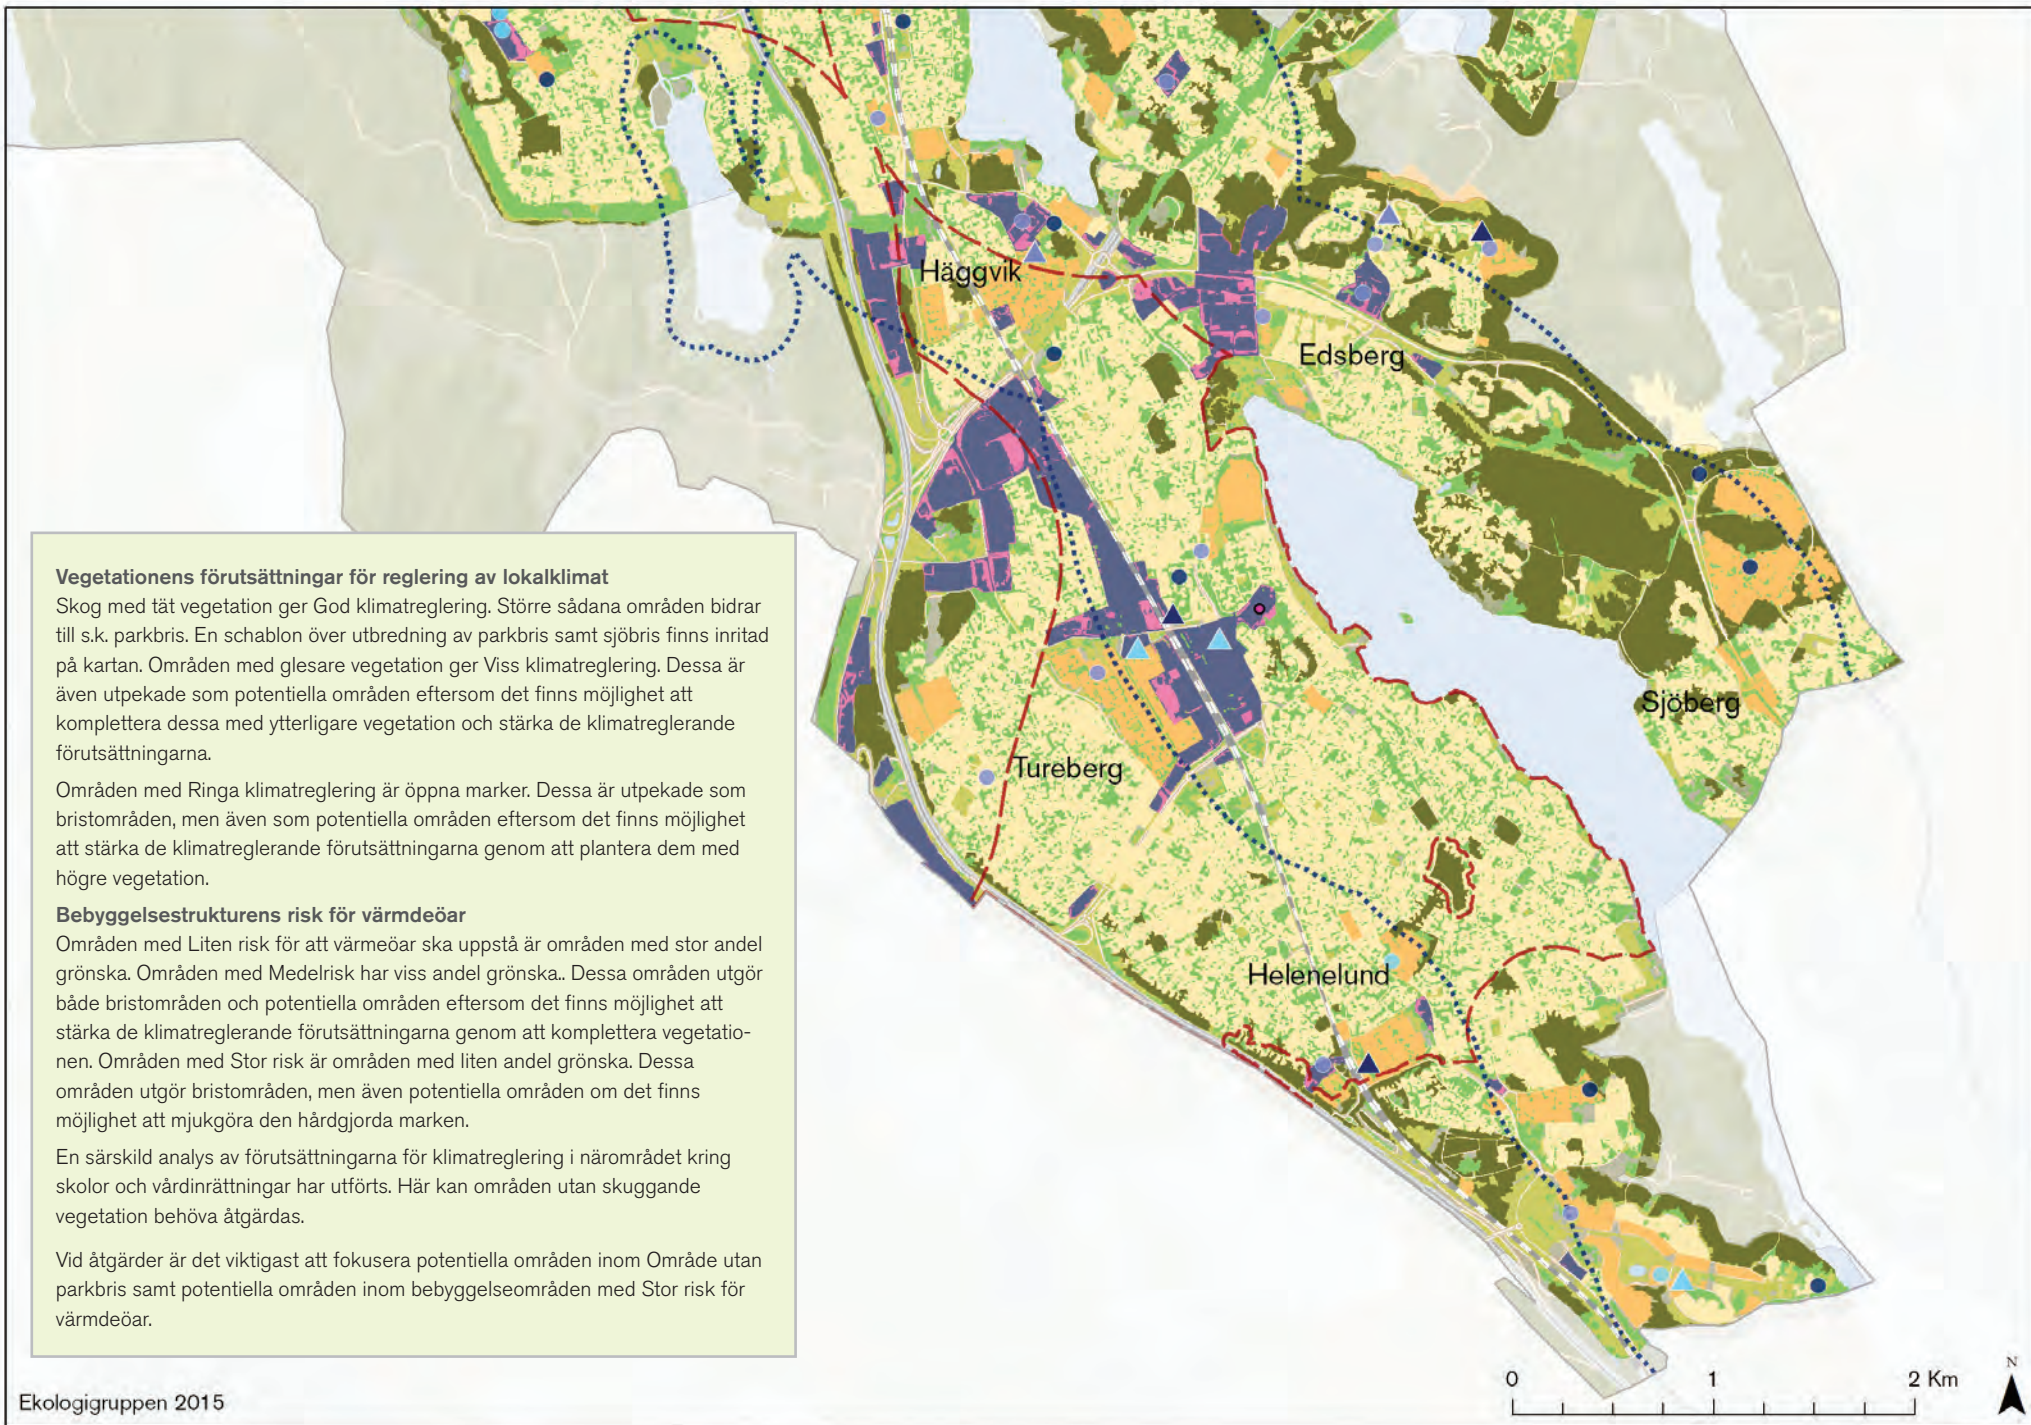 Häggvik
Edsberg
Vegetationens förutsättningar för reglering av lokalklimat
Skog med tät vegetation ger God klimatreglering. Större sådana områden bidrar
till s.k. parkbris. En schablon över utbredning av parkbris samt sjöbris finns inritad
på kartan. Områden med glesare vegetation ger Viss klimatreglering. Dessa är
även utpekade som potentiella områden eftersom det finns möjlighet att
komplettera dessa med ytterligare vegetation och stärka de klimatreglerande
förutsättningarna.
Områden med Ringa klimatreglering är öppna marker. Dessa är utpekade som
bristområden, men även som potentiella områden eftersom det finns möjlighet
att stärka de klimatreglerande förutsättningarna genom att plantera dem med
högre vegetation.
Bebyggelsestrukturens risk för värmdeöar
Områden med Liten risk för att värmeöar ska uppstå är områden med stor andel
grönska. Områden med Medelrisk har viss andel grönska.. Dessa områden utgör
både bristområden och potentiella områden eftersom det finns möjlighet att
stärka de klimatreglerande förutsättningarna genom att komplettera vegetatio-
nen. Områden med Stor risk är områden med liten andel grönska. Dessa
områden utgör bristområden, men även potentiella områden om det finns
möjlighet att mjukgöra den hårdgjorda marken.
En särskild analys av förutsättningarna för klimatreglering i närområdet kring
skolor och vårdinrättningar har utförts. Här kan områden utan skuggande
vegetation behöva åtgärdas.
Vid åtgärder är det viktigast att fokusera potentiella områden inom Område utan
parkbris samt potentiella områden inom bebyggelseområden med Stor risk för
värmdeöar.
Sjöberg
Tureberg
Helenelund
0 1 2 Km
N
Ekologigruppen 2015